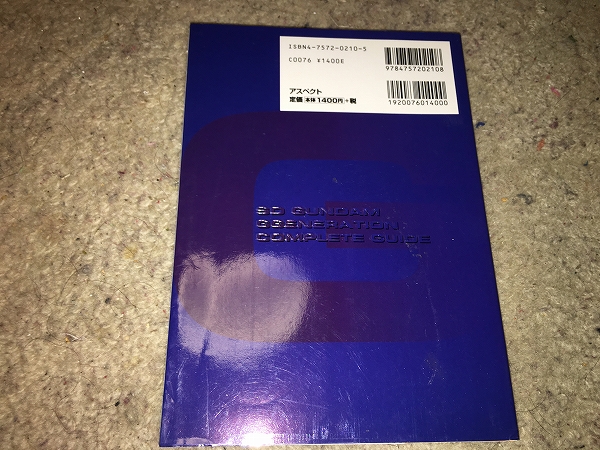 ISBN4-7572-0210-5
C0076 ¥1400E
9784757202108
アスペクト
定価 本体1400円 +税
1920076014000
SD GUNDAM
GGENERATION
COMPLETE GUIDE